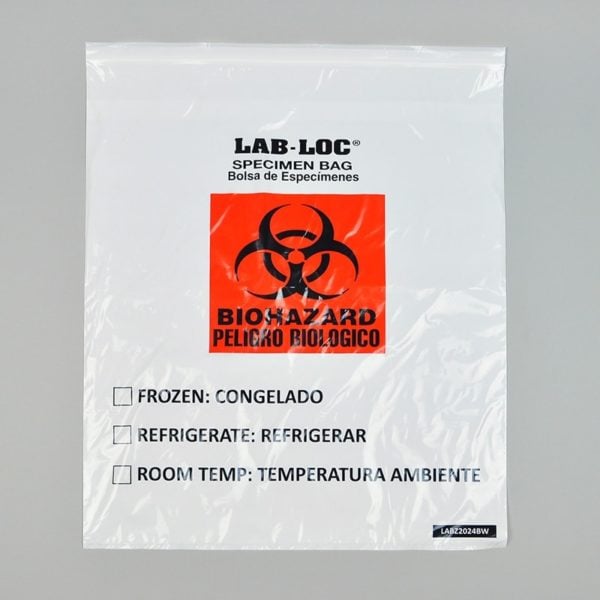 LAB-LOC®
SPECIMEN BAG
Bolsa de Especímenes
BIOHAZARD
PELIGRO BIOLOGICO
FROZEN: CONGELADO
REFRIGERATE: REFRIGERAR
ROOM TEMP: TEMPERATURA AMBIENTE
LABZ2024BW